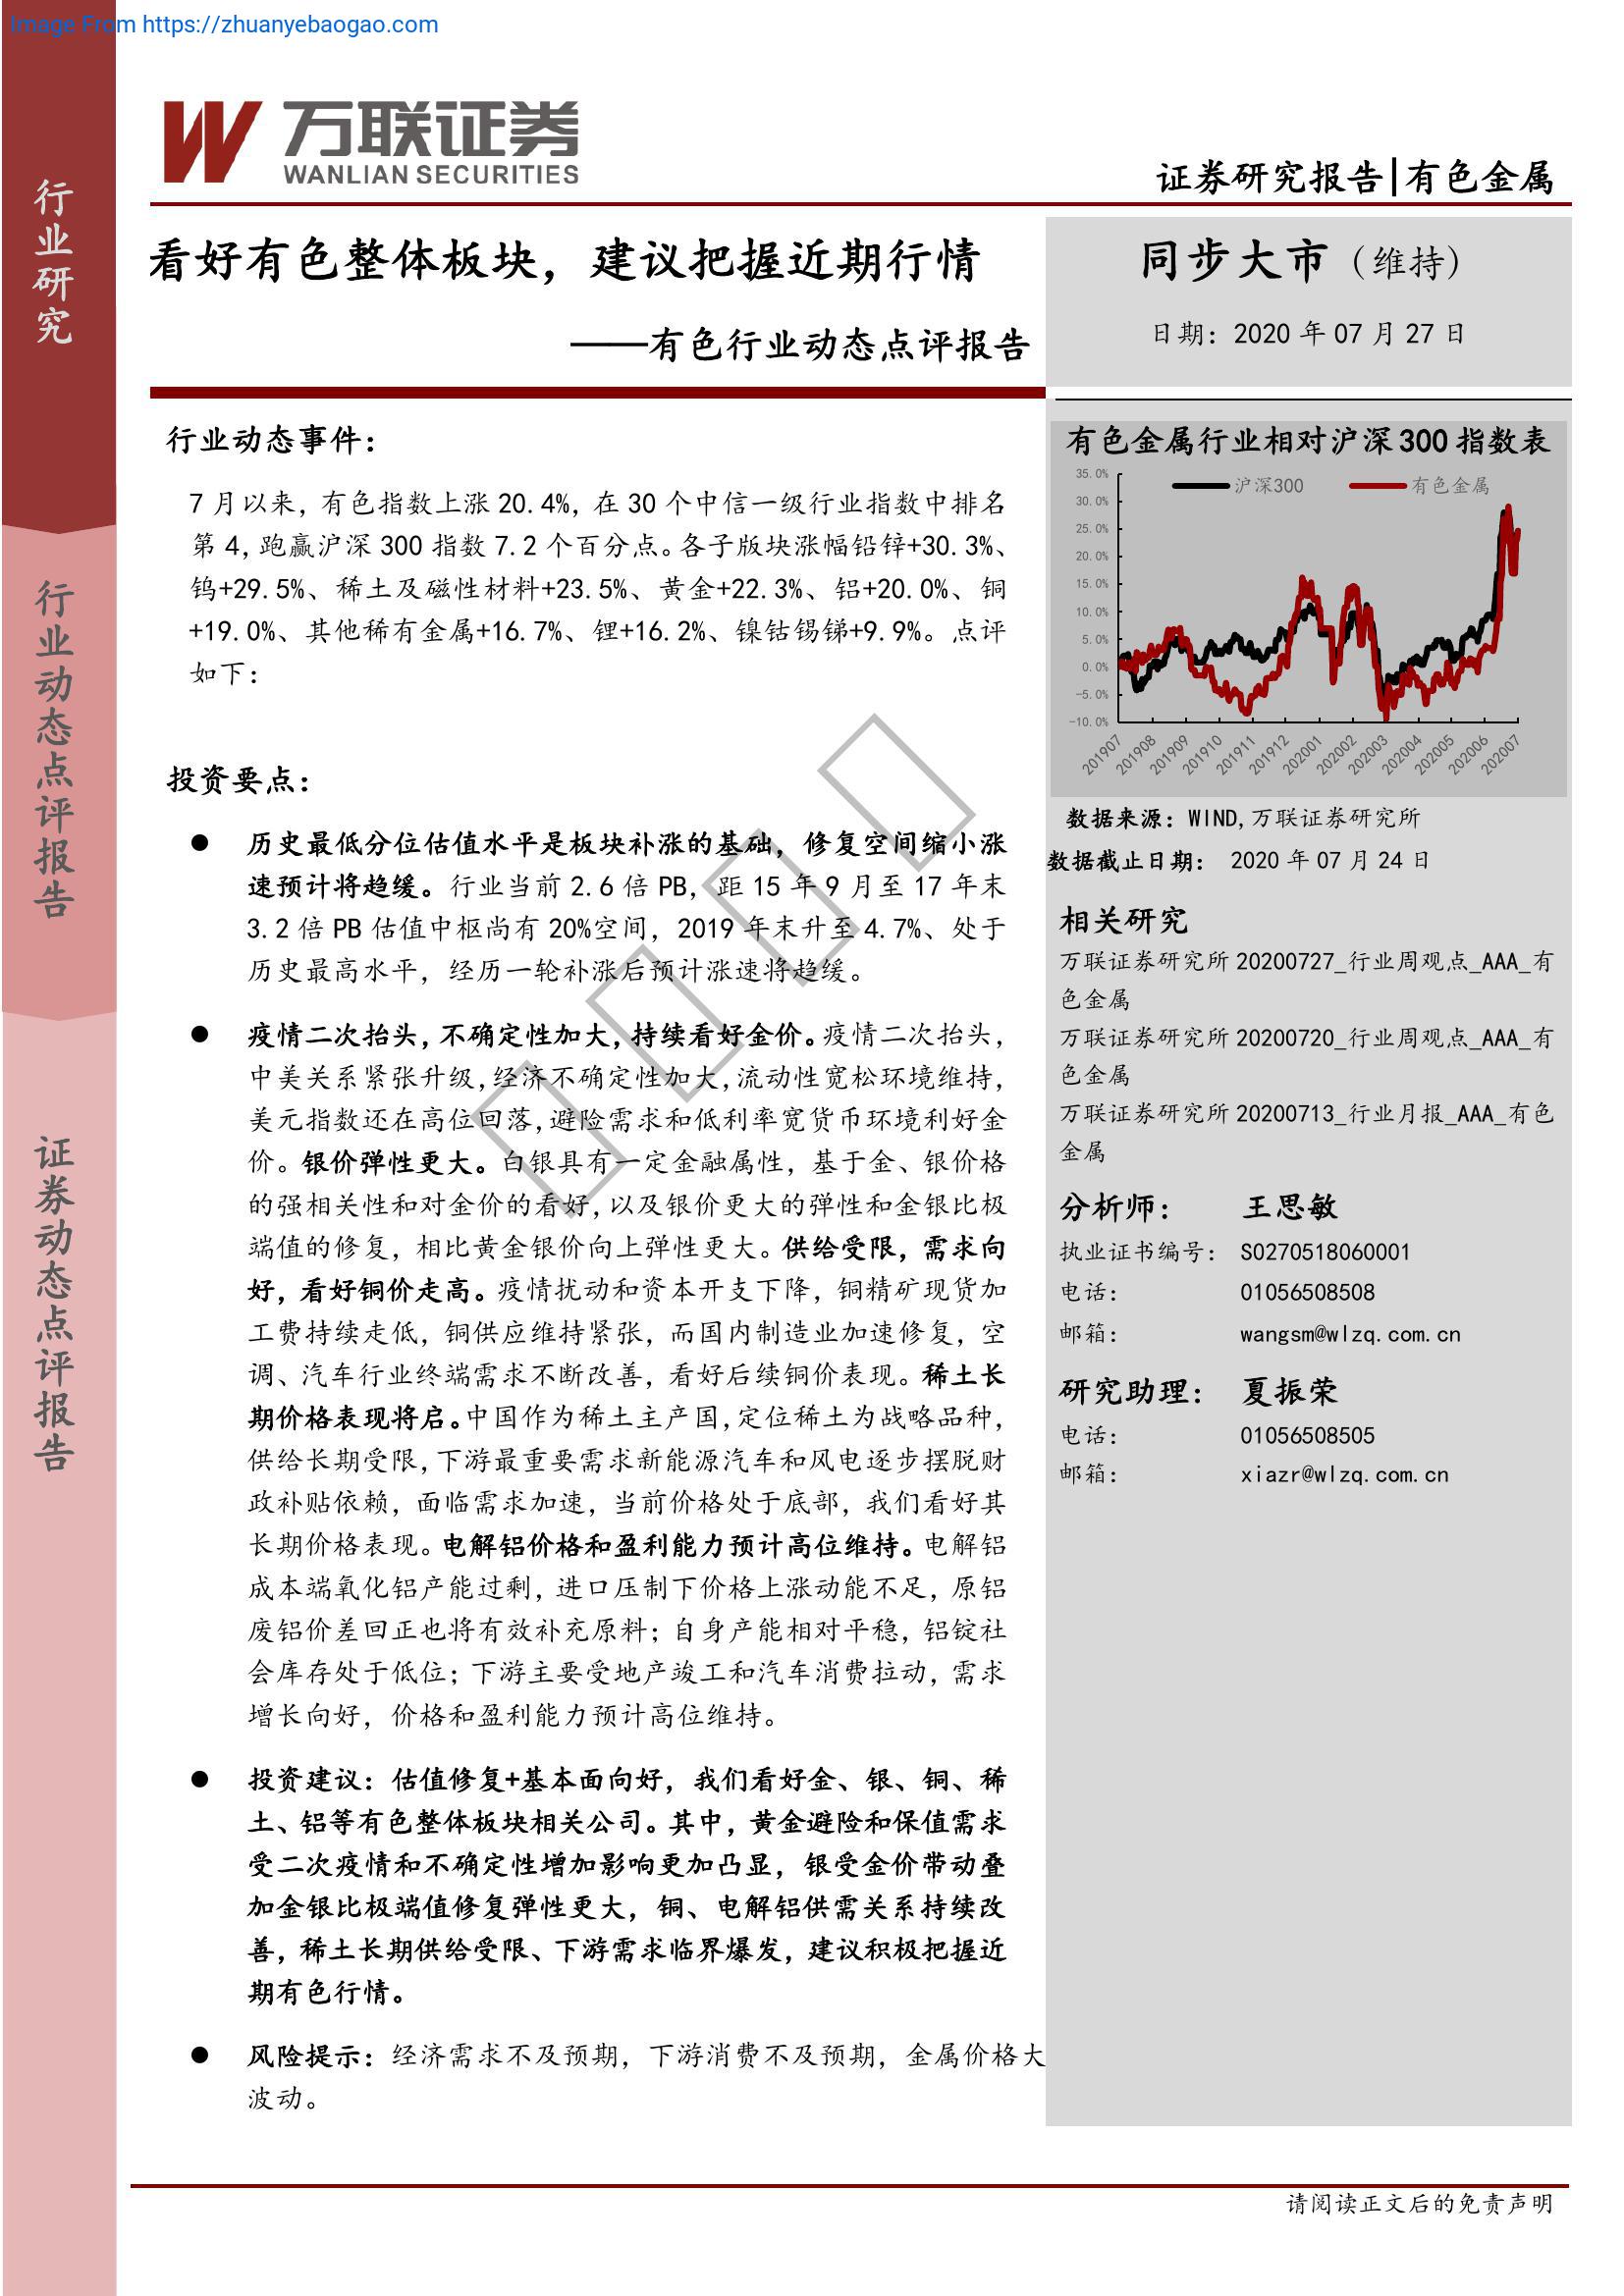 Image From https://zhuanyebaogao.com
行业研究
行业动态点评报告
证券动态点评报告
万联证券
WANLIAN SECURITIES
证券研究报告|有色金属
看好有色整体板块，建议把握近期行情
——有色行业动态点评报告
同步大市（维持）
日期：2020 年 07 月 27 日
行业动态事件：
7 月以来，有色指数上涨 20.4%，在 30 个中信一级行业指数中排名
第 4，跑赢沪深 300 指数 7.2 个百分点。各子版块涨幅铅锌+30.3%、
钨+29.5%、稀土及磁性材料+23.5%、黄金+22.3%、铝+20.0%、铜
+19.0%、其他稀有金属+16.7%、锂+16.2%、镍钴锡锑+9.9%。点评
如下：
投资要点：
● 历史最低分位估值水平是板块补涨的基础，修复空间缩小涨
速预计将趋缓。行业当前 2.6 倍 PB，距 15 年 9 月至 17 年末
3.2 倍 PB 估值中枢尚有 20%空间，2019 年末升至 4.7%、处于
历史最高水平，经历一轮补涨后预计涨速将趋缓。
● 疫情二次抬头，不确定性加大，持续看好金价。疫情二次抬头，
中美关系紧张升级，经济不确定性加大，流动性宽松环境维持，
美元指数还在高位回落，避险需求和低利率宽货币环境利好金
价。银价弹性更大。白银具有一定金融属性，基于金、银价格
的强相关性和对金价的看好，以及银价更大的弹性和金银比极
端值的修复，相比黄金银价向上弹性更大。供给受限，需求向
好，看好铜价走高。疫情扰动和资本开支下降，铜精矿现货加
工费持续走低，铜供应维持紧张，而国内制造业加速修复，空
调、汽车行业终端需求不断改善，看好后续铜价表现。稀土长
期价格表现将启。中国作为稀土主产国，定位稀土为战略品种，
供给长期受限，下游最重要需求新能源汽车和风电逐步摆脱财
政补贴依赖，面临需求加速，当前价格处于底部，我们看好其
长期价格表现。电解铝价格和盈利能力预计高位维持。电解铝
成本端氧化铝产能过剩，进口压制下价格上涨动能不足，原铝
废铝价差回正也将有效补充原料；自身产能相对平稳，铝锭社
会库存处于低位；下游主要受地产竣工和汽车消费拉动，需求
增长向好，价格和盈利能力预计高位维持。
● 投资建议：估值修复+基本面向好，我们看好金、银、铜、稀
土、铝等有色整体板块相关公司。其中，黄金避险和保值需求
受二次疫情和不确定性增加影响更加凸显，银受金价带动叠
加金银比极端值修复弹性更大，铜、电解铝供需关系持续改
善，稀土长期供给受限、下游需求临界爆发，建议积极把握近
期有色行情。
● 风险提示：经济需求不及预期，下游消费不及预期，金属价格大
波动。
有色金属行业相对沪深 300 指数表
沪深300
有色金属
35.0%
30.0%
25.0%
20.0%
15.0%
10.0%
5.0%
0.0%
-5.0%
-10.0%
201907
201908
201909
201910
201911
201912
202001
202002
202003
202004
202005
202006
202007
数据来源：WIND,万联证券研究所
数据截止日期： 2020 年 07 月 24 日
相关研究
万联证券研究所 20200727_行业周观点_AAA_有
色金属
万联证券研究所 20200720_行业周观点_AAA_有
色金属
万联证券研究所 20200713_行业月报_AAA_有色
金属
分析师： 王思敏
执业证书编号： S0270518060001
电话： 01056508508
邮箱： wangsm@wlzq.com.cn
研究助理： 夏振荣
电话： 01056508505
邮箱： xiazr@wlzq.com.cn
请阅读正文后的免责声明